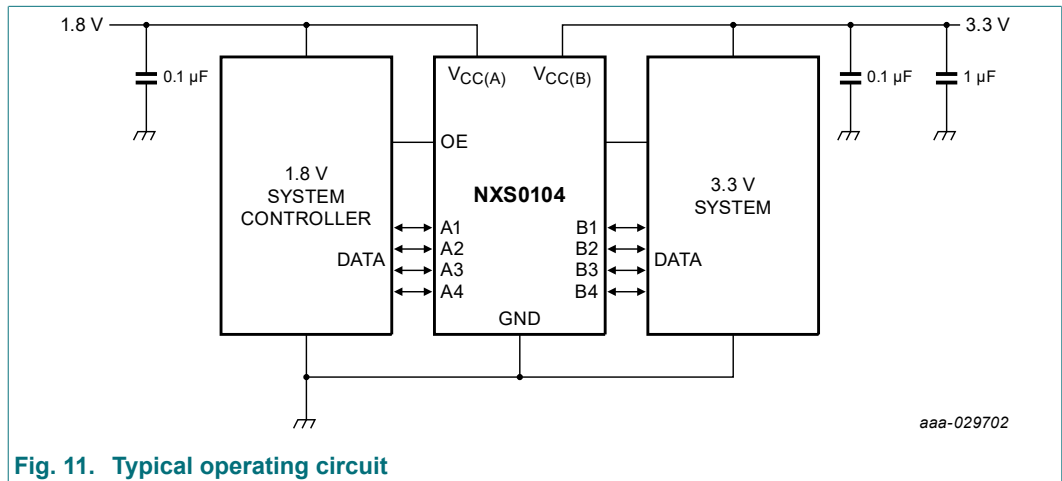 1.8 V
3.3 V
0.1 µF
VCC(A)
VCC(B)
0.1 µF
1 µF
OE
1.8 V
SYSTEM
CONTROLLER
NXS0104
3.3 V
SYSTEM
DATA
A1
A2
A3
A4
B1
B2
B3
B4
DATA
GND
aaa-029702
Fig. 11. Typical operating circuit